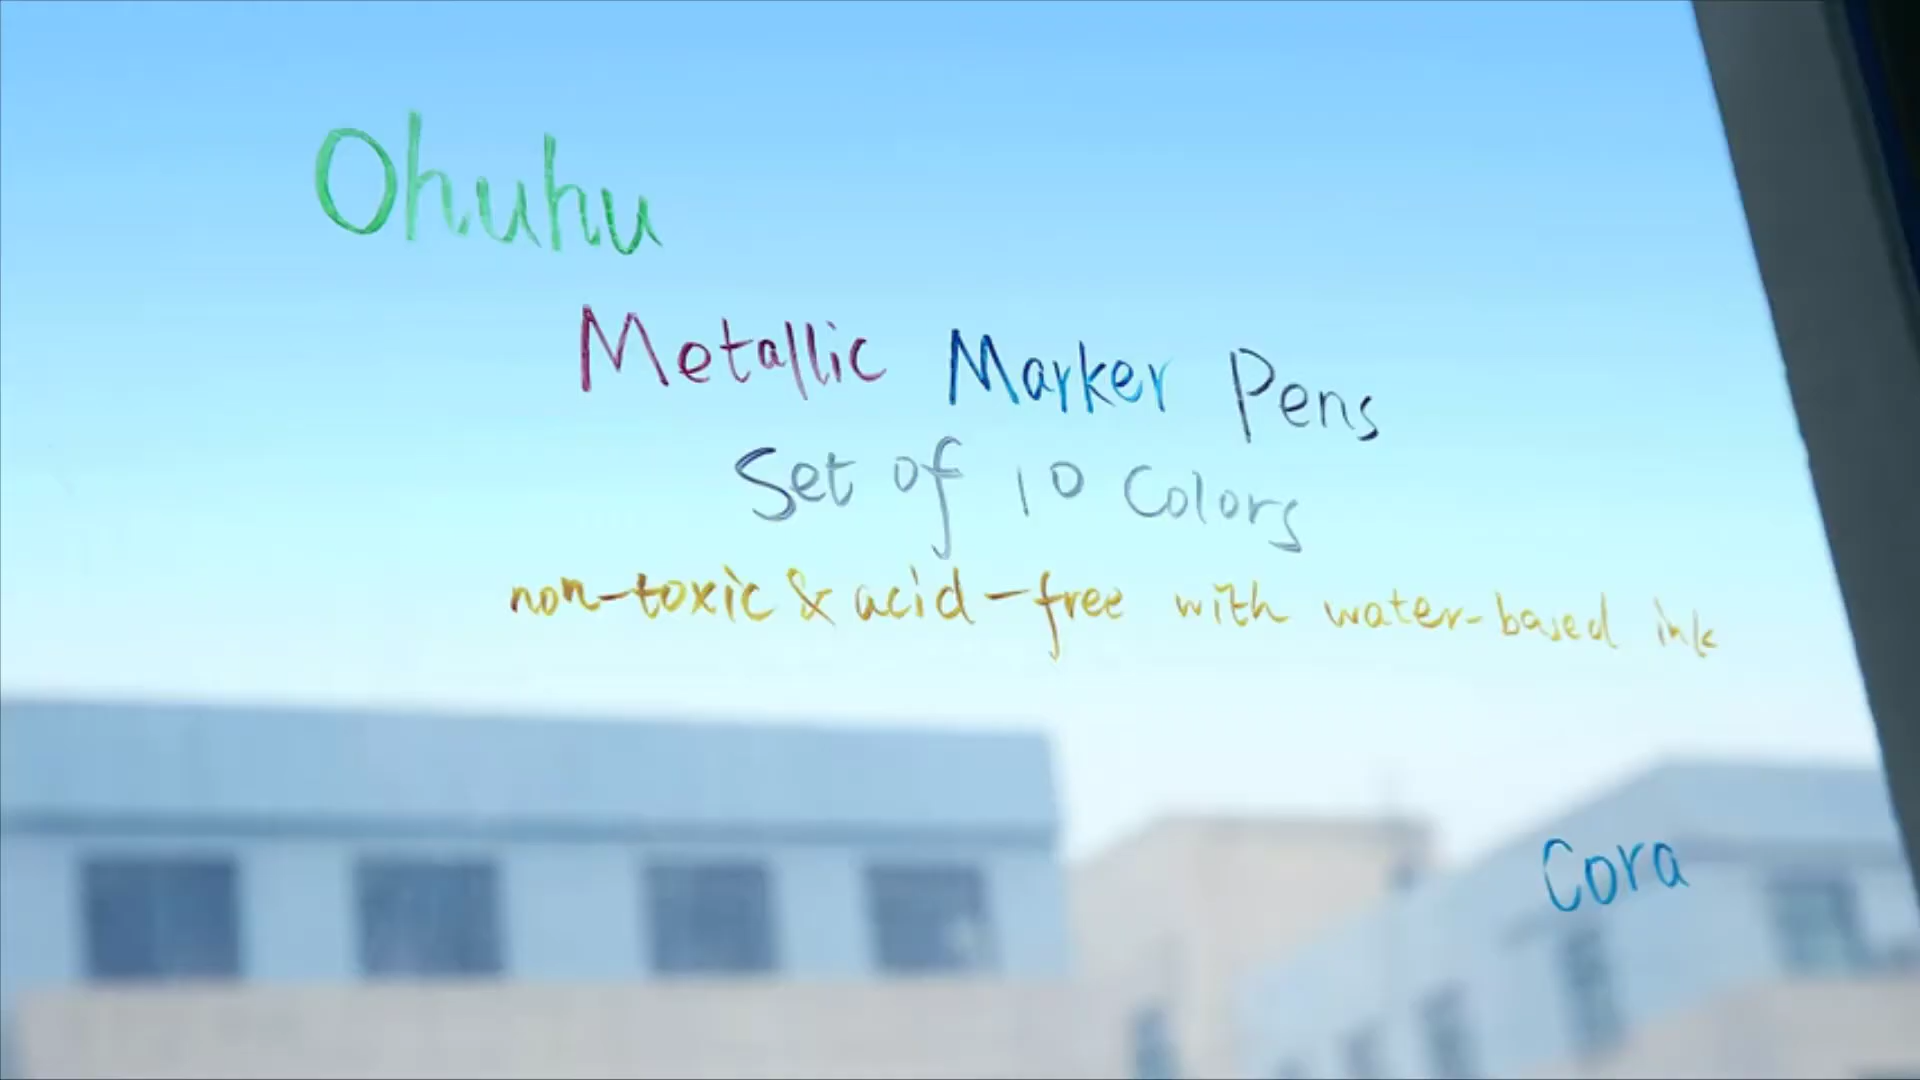 Ohuhu
Metallic Marker Pens
Set of 10 Colors
non-toxic & acid-free with water-based ink
Cora